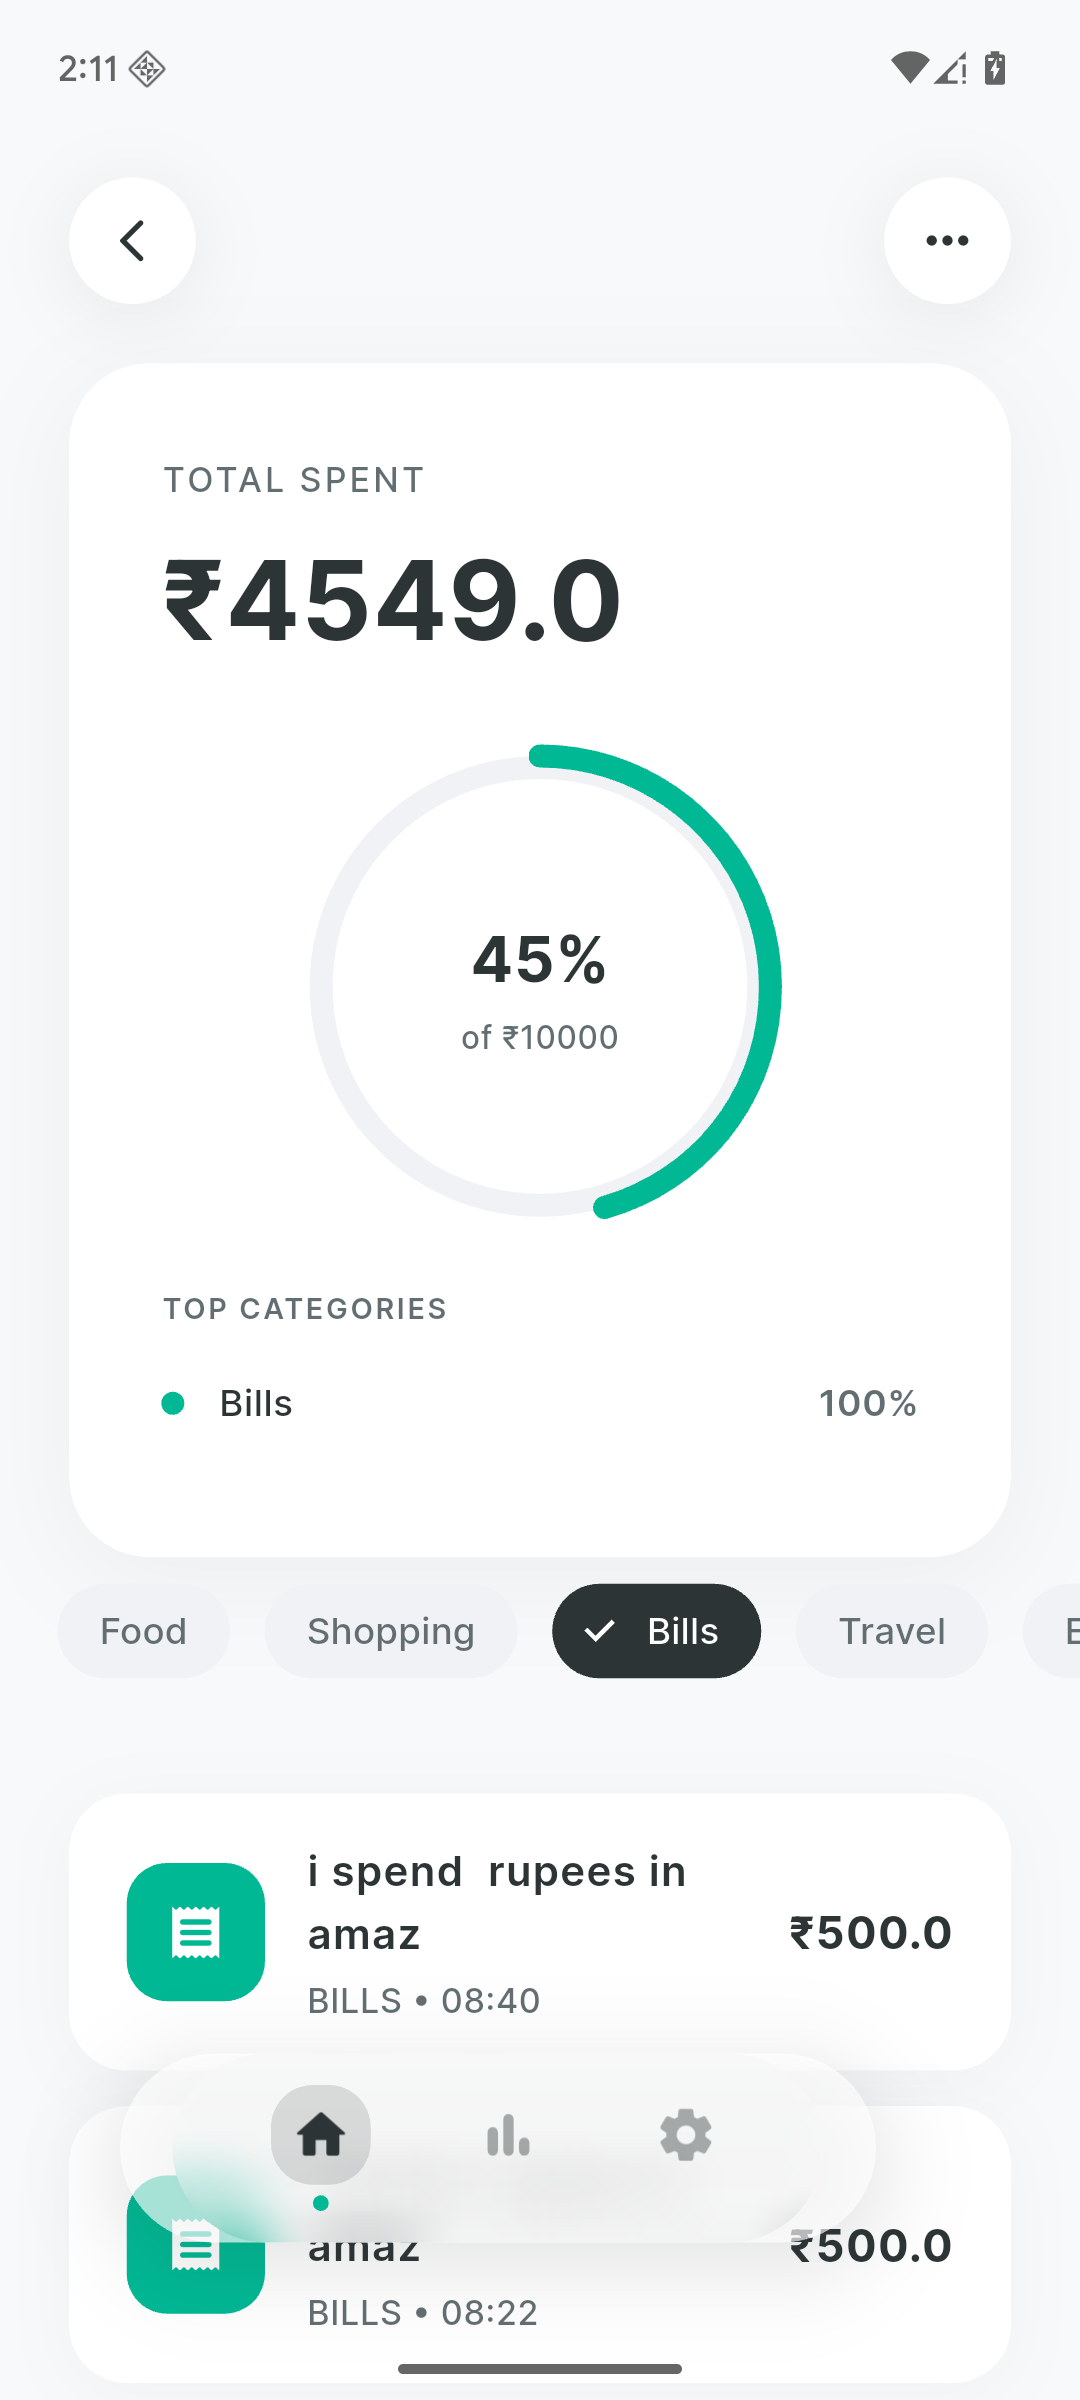 2:11
TOTAL SPENT
₹4549.0
45%
of ₹10000
TOP CATEGORIES
Bills 100%
Food Shopping Bills Travel E
i spend  rupees in
amaz
₹500.0
BILLS • 08:40
amaz
₹500.0
BILLS • 08:22